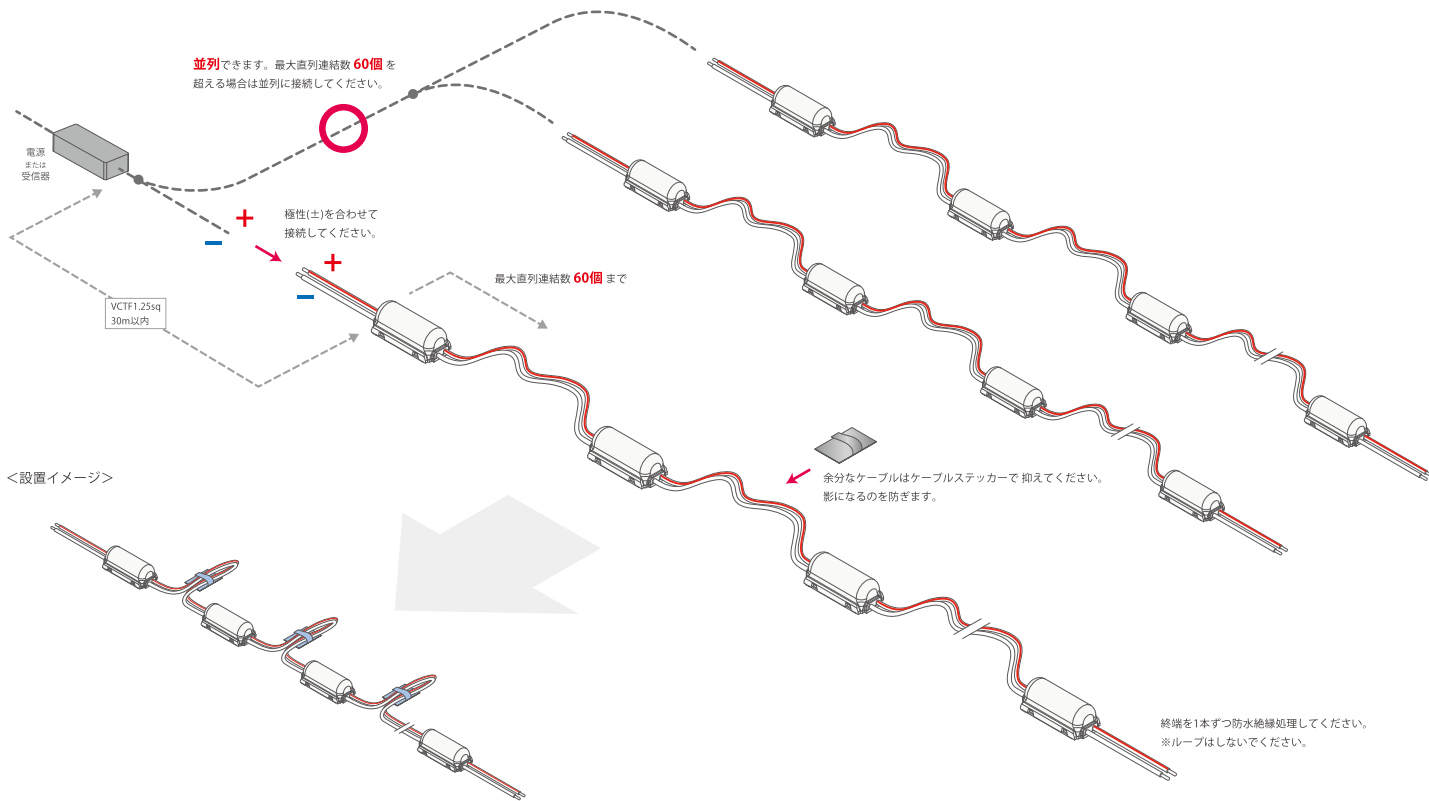 並列できます。最大直列連結数 60個 を
超える場合は並列に接続してください。
電源
または
受信器
+
−
極性(±)を合わせて
接続してください。
+
−
最大直列連結数 60個 まで
VCTF1.25sq
30m以内
余分なケーブルはケーブルステッカーで 抑えてください。
影になるのを防ぎます。
＜設置イメージ＞
終端を1本ずつ防水絶縁処理してください。
※ループはしないでください。